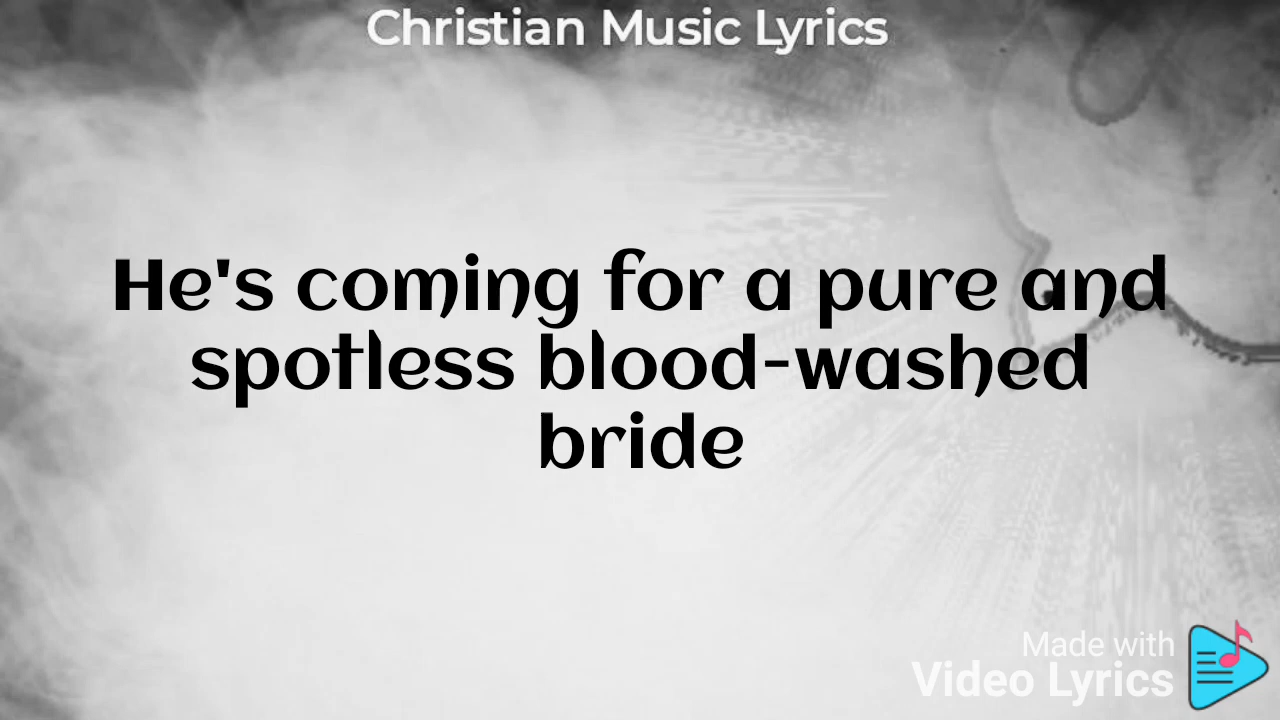 Christian Music Lyrics
He's coming for a pure and
spotless blood-washed
bride
Made with
Video Lyrics